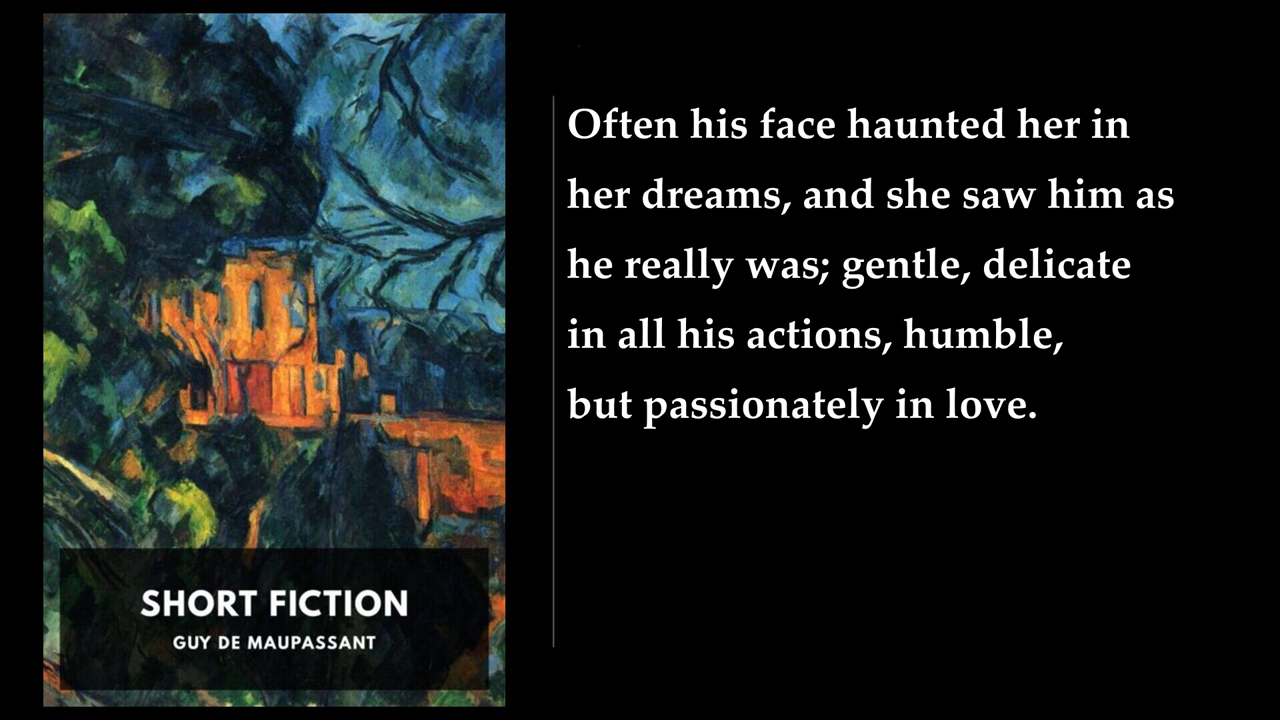 SHORT FICTION
GUY DE MAUPASSANT
Often his face haunted her in
her dreams, and she saw him as
he really was; gentle, delicate
in all his actions, humble,
but passionately in love.